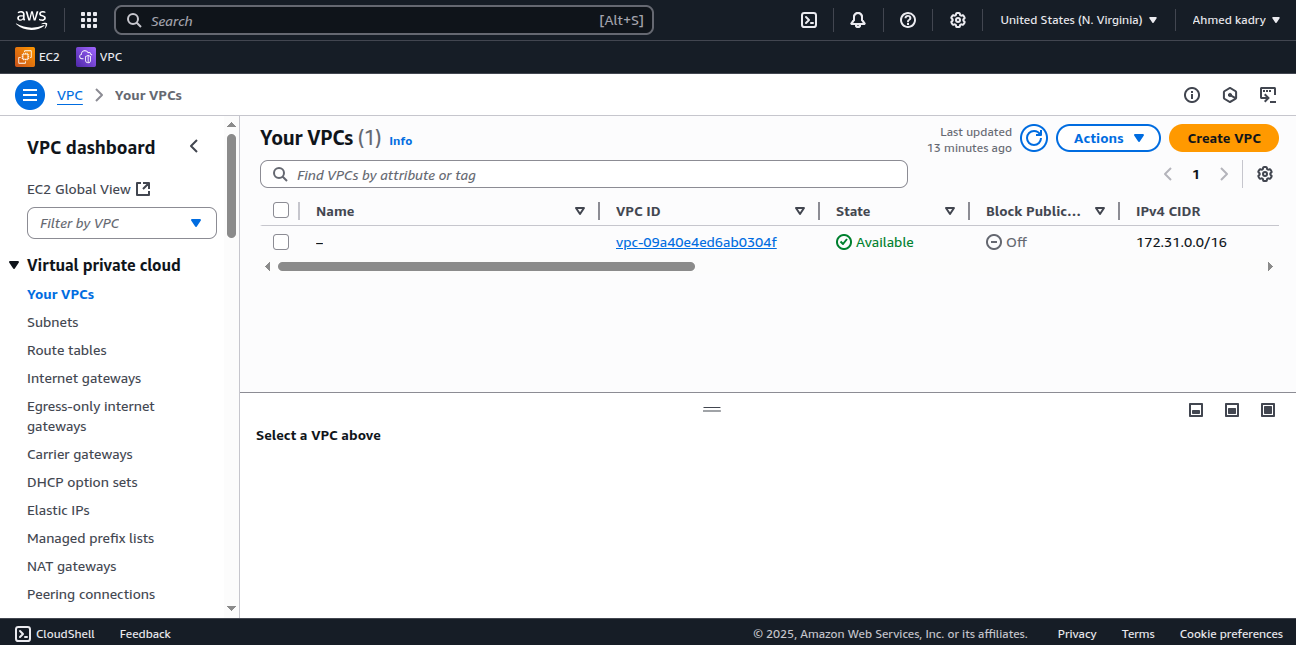 aws
Search [Alt+S]
United States (N. Virginia)
Ahmed kadry
EC2
VPC
VPC
Your VPCs
VPC dashboard
EC2 Global View
Filter by VPC
Virtual private cloud
Your VPCs
Subnets
Route tables
Internet gateways
Egress-only internet
gateways
Carrier gateways
DHCP option sets
Elastic IPs
Managed prefix lists
NAT gateways
Peering connections
Your VPCs (1) Info
Last updated
13 minutes ago
Actions
Create VPC
Find VPCs by attribute or tag
1
Name VPC ID State Block Public... IPv4 CIDR
– vpc-09a40e4ed6ab0304f Available Off 172.31.0.0/16
Select a VPC above
CloudShell Feedback © 2025, Amazon Web Services, Inc. or its affiliates. Privacy Terms Cookie preferences